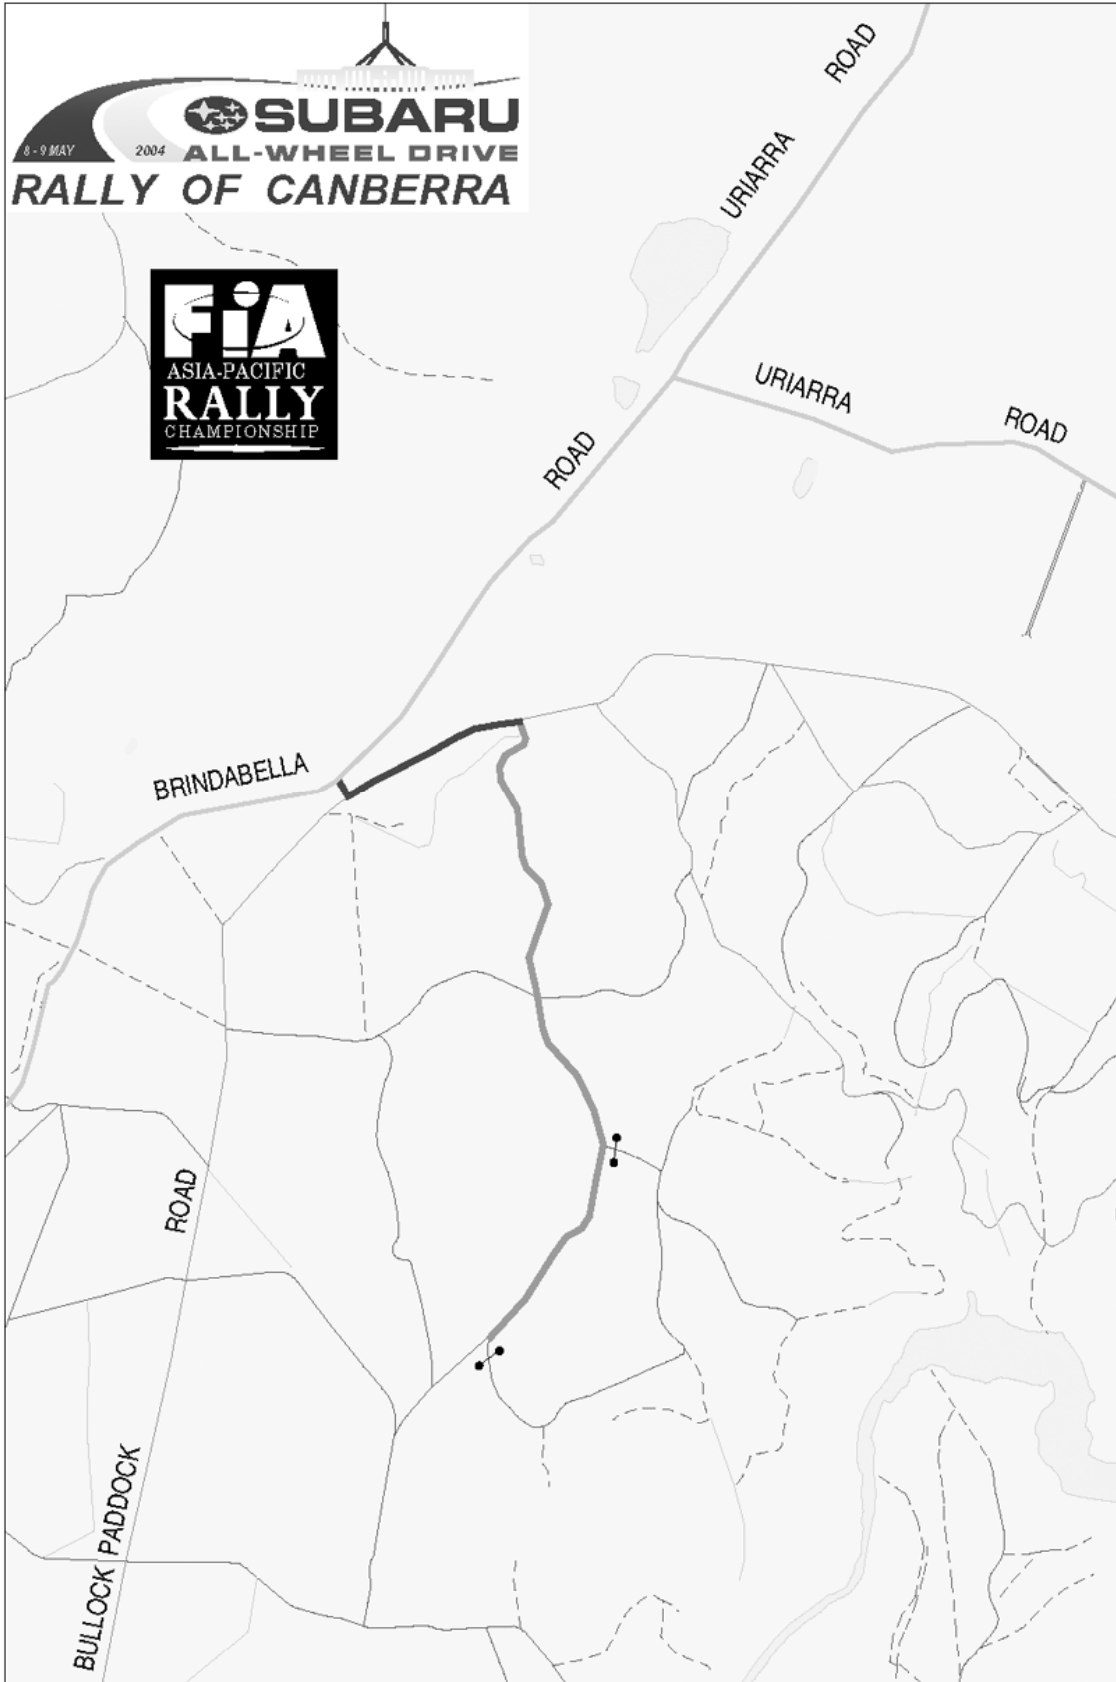 8 - 9 MAY 2004
SUBARU
ALL-WHEEL DRIVE
RALLY OF CANBERRA
FiA
ASIA-PACIFIC
RALLY
CHAMPIONSHIP
URIARRA ROAD
URIARRA ROAD
BRINDABELLA ROAD
BULLOCK PADDOCK ROAD